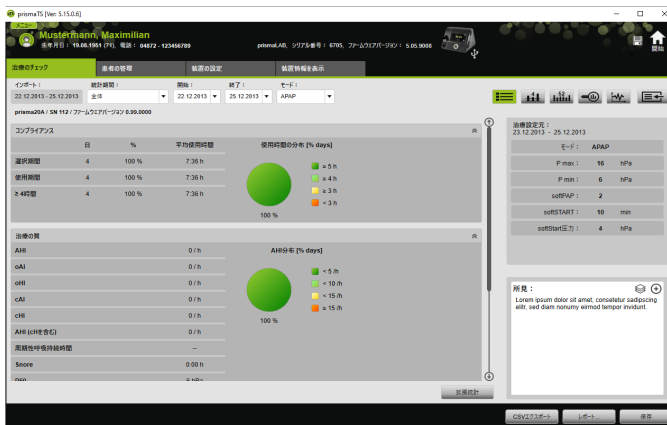 prismaTS [Ver: 5.15.0.6]
メニュー
Mustermann, Maximilian
生年月日： 19.08.1951 (71), 電話： 04872 - 123456789
prismaLAB, シリアル番号： 6705, ファームウェアバージョン： 5.05.9008
開始
治療のチェック 患者の管理 装置の設定 装置情報を表示
インポート： 統計期間： 開始： 終了： モード：
22.12.2013 - 25.12.2013 全体 22.12.2013 25.12.2013 APAP
prisma20A / SN 112 / ファームウェアバージョン 0.99.0000
コンプライアンス
日 % 平均使用時間 使用時間の分布 [% days]
選択期間 4 100 % 7:36 h
使用期間 4 100 % 7:36 h
≥ 4時間 4 100 % 7:36 h
≥ 5 h
≥ 4 h
≥ 3 h
< 3 h
100 %
治療の質
AHI 0 / h AHI分布 [% days]
oAI 0 / h
oHI 0 / h
cAI 0 / h
cHI 0 / h
AHI (cHを含む) 0 / h
周期性呼吸持続時間 --
Snore 0:00 h
P50 8 hPa
< 5 /h
< 10 /h
< 15 /h
≥ 15 /h
100 %
拡張統計
治療設定元：
23.12.2013 - 25.12.2013
モード： APAP
P max： 16 hPa
P min： 6 hPa
softPAP： 2
softSTART： 10 min
softStart圧力： 4 hPa
所見：
Lorem ipsum dolor sit amet, consetetur sadipscing
elitr, sed diam nonumy eirmod tempor invidunt.
CSVエクスポート レポート... 保存